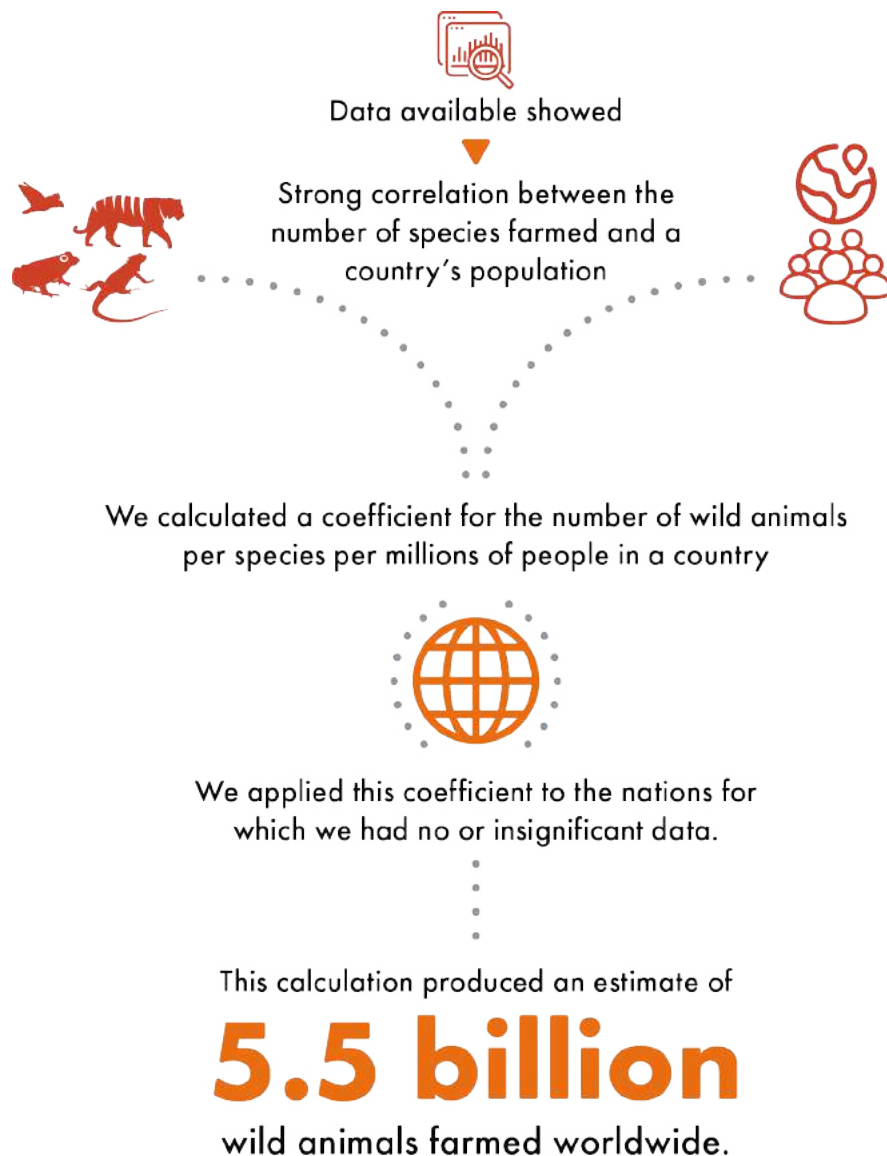 Data available showed
Strong correlation between the
number of species farmed and a
country's population
We calculated a coefficient for the number of wild animals
per species per millions of people in a country
We applied this coefficient to the nations for
which we had no or insignificant data.
This calculation produced an estimate of
5.5 billion
wild animals farmed worldwide.